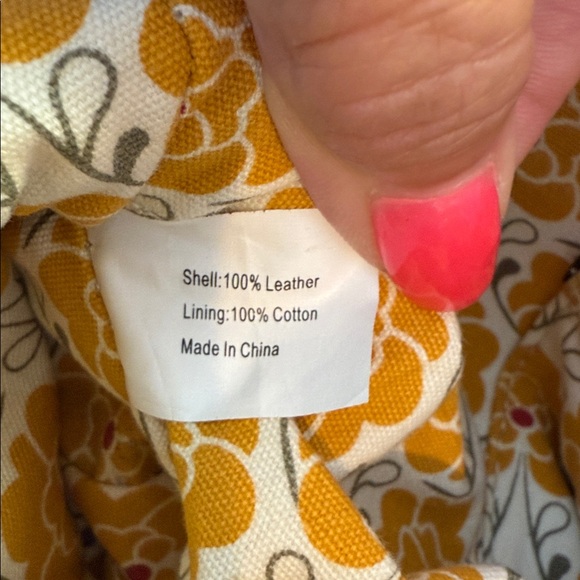 Shell:100% Leather
Lining:100% Cotton
Made In China